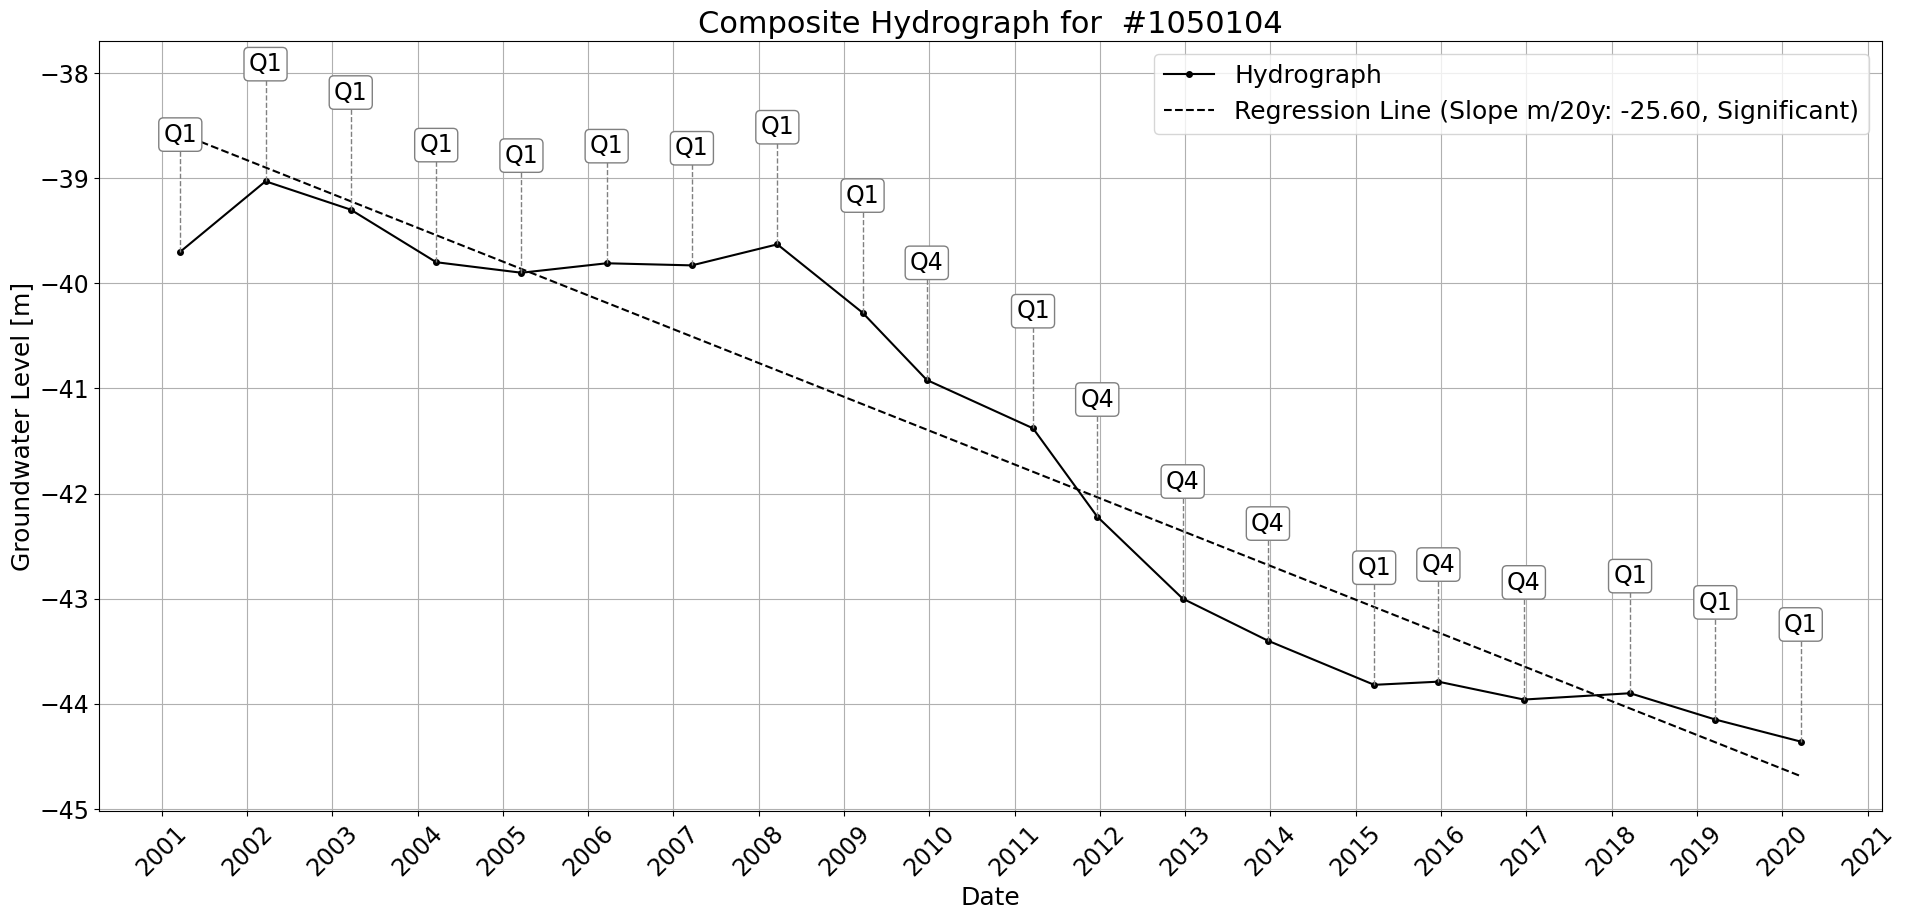 Composite Hydrograph for  #1050104
Hydrograph
Regression Line (Slope m/20y: -25.60, Significant)
Groundwater Level [m]
−38
−39
−40
−41
−42
−43
−44
−45
Q1
Q1
Q1
Q1
Q1
Q1
Q1
Q1
Q1
Q4
Q1
Q4
Q4
Q4
Q1
Q4
Q4
Q1
Q1
Q1
2001
2002
2003
2004
2005
2006
2007
2008
2009
2010
2011
2012
2013
2014
2015
2016
2017
2018
2019
2020
2021
Date